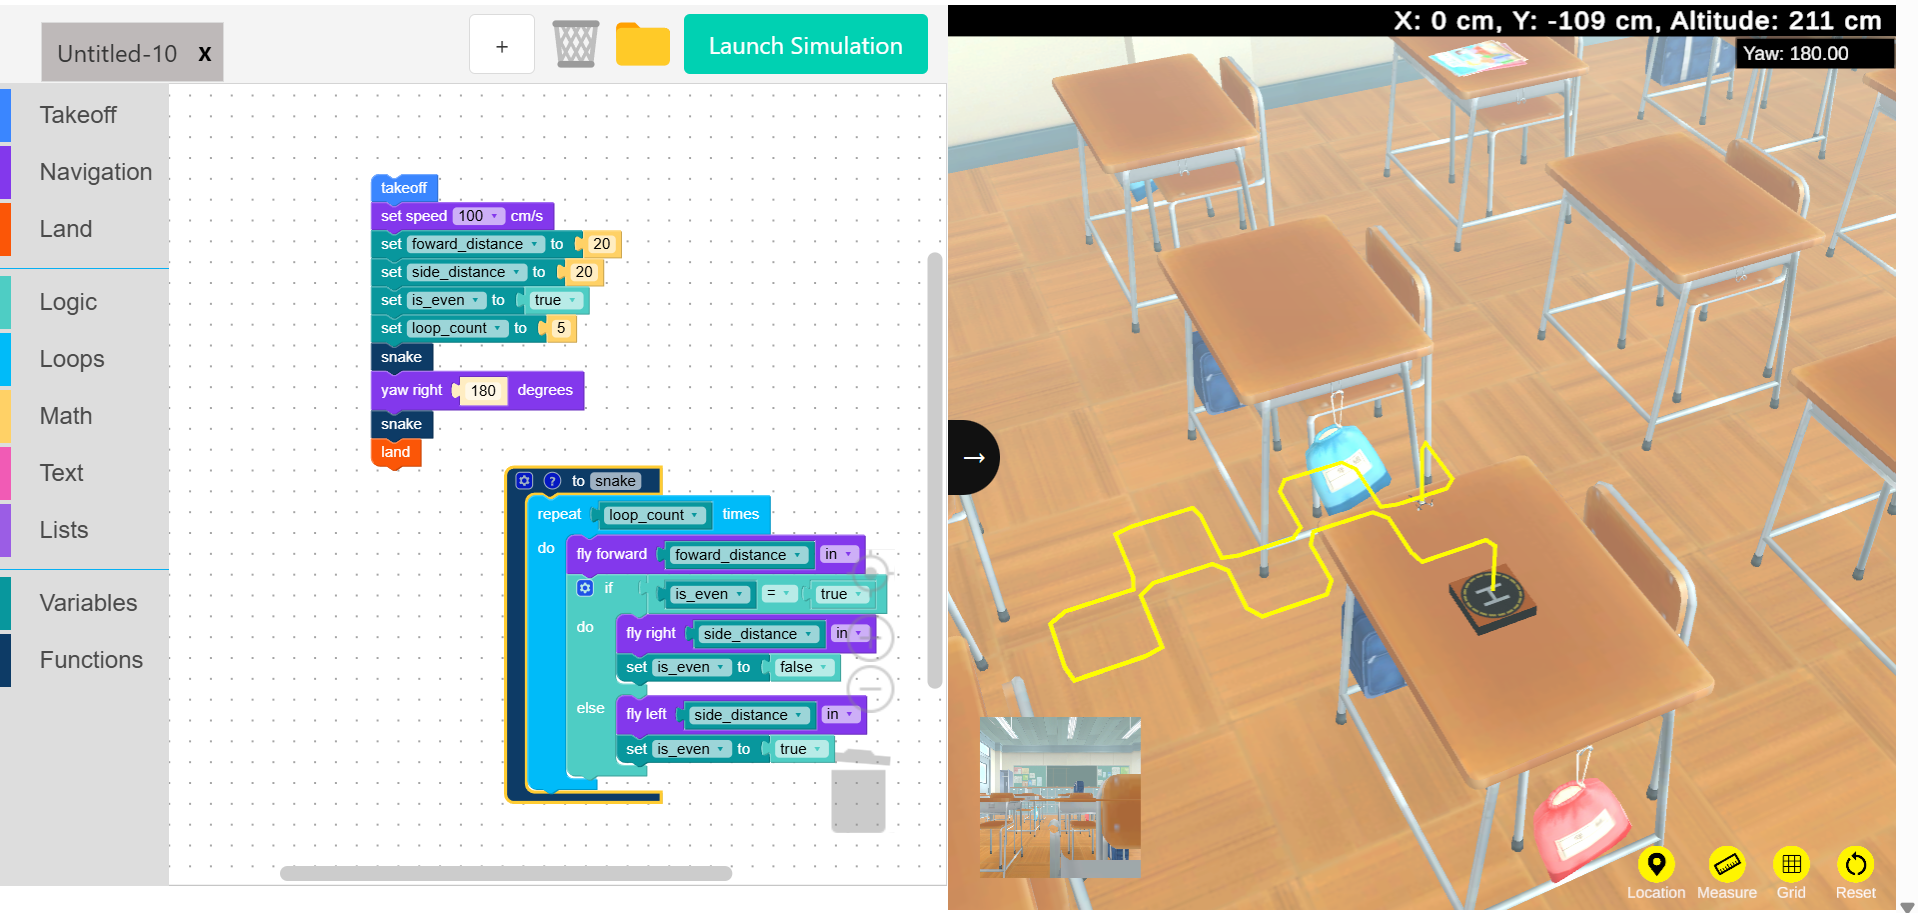 Untitled-10 X
+
Launch Simulation
Takeoff
Navigation
Land
Logic
Loops
Math
Text
Lists
Variables
Functions
takeoff
set speed 100 cm/s
set foward_distance to 20
set side_distance to 20
set is_even to true
set loop_count to 5
snake
yaw right 180 degrees
snake
land
? to snake
repeat loop_count times
do fly forward foward_distance in
if is_even = true
do fly right side_distance in
set is_even to false
else fly left side_distance in
set is_even to true
X: 0 cm, Y: -109 cm, Altitude: 211 cm
Yaw: 180.00
→
H
Location Measure Grid Reset